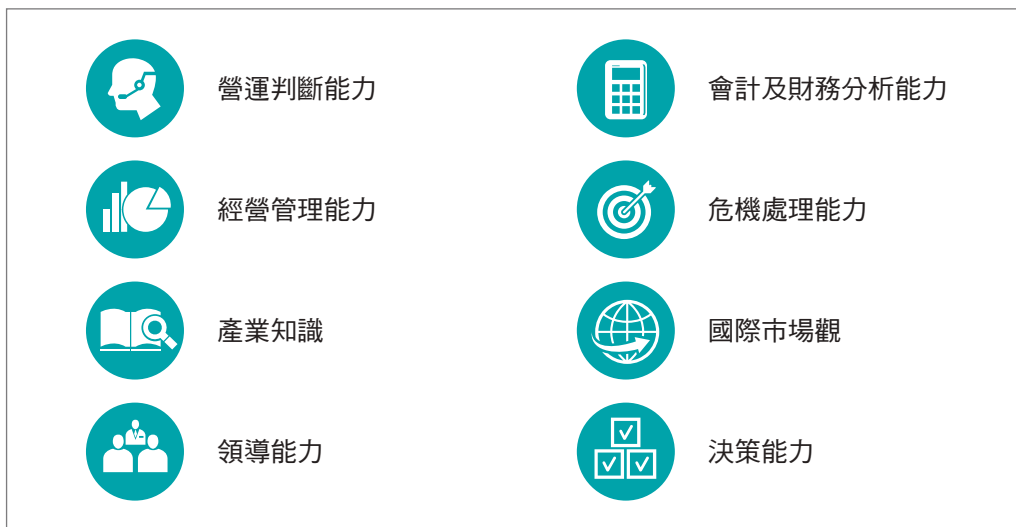 營運判斷能力
會計及財務分析能力
經營管理能力
危機處理能力
產業知識
國際市場觀
領導能力
決策能力